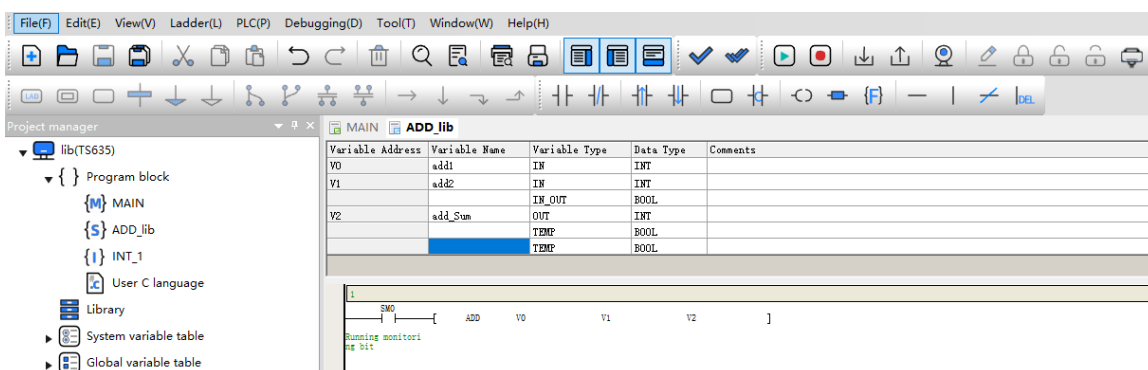 File(F) Edit(E) View(V) Ladder(L) PLC(P) Debugging(D) Tool(T) Window(W) Help(H)
LAB {F} DEL
Project manager
MAIN ADD_lib
lib(TS635)
{ } Program block
{M} MAIN
{S} ADD_lib
{I} INT_1
.c User C language
Library
System variable table
Global variable table
Variable Address Variable Name Variable Type Data Type Comments
V0 add1 IN INT
V1 add2 IN INT
IN_OUT BOOL
V2 add_Sum OUT INT
TEMP BOOL
TEMP BOOL
1
SM0
[ ADD V0 V1 V2 ]
Running monitori
ng bit